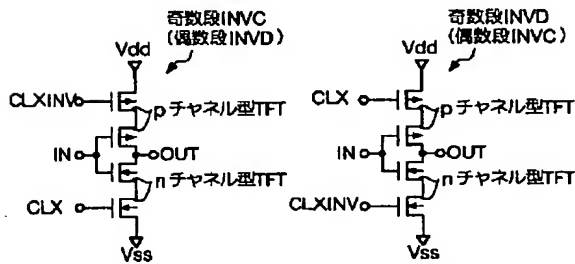 奇数段INVC
(偶数段INVD)
Vdd
CLXINV
pチャネル型TFT
IN
OUT
nチャネル型TFT
CLX
Vss
奇数段INVD
(偶数段INVC)
Vdd
CLX
pチャネル型TFT
IN
OUT
nチャネル型TFT
CLXINV
Vss